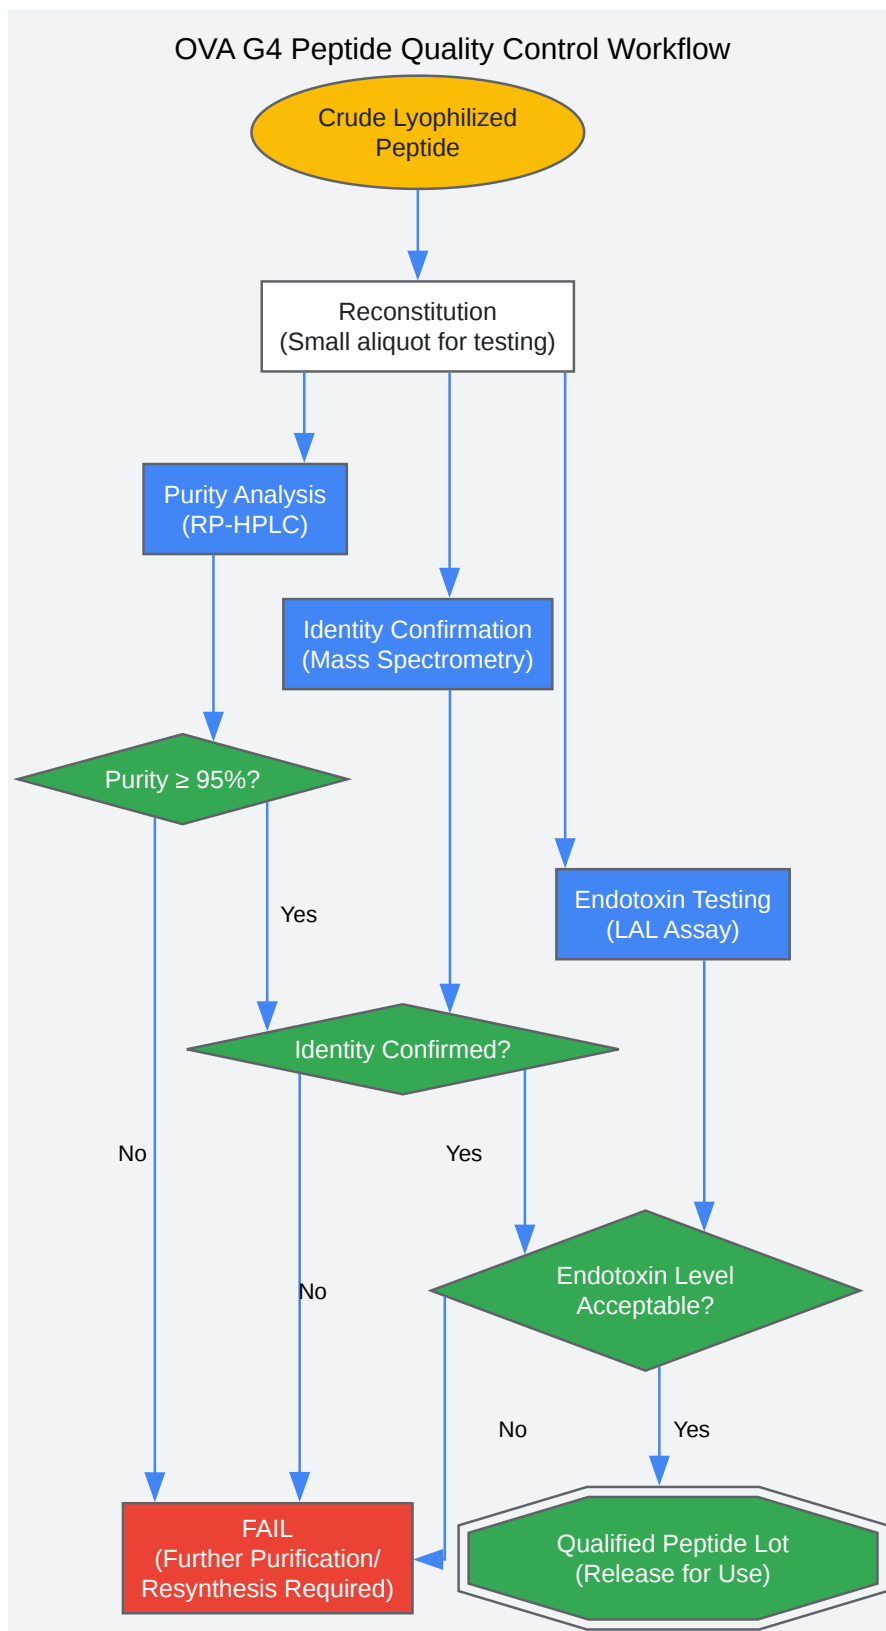 OVA G4 Peptide Quality Control Workflow
Crude Lyophilized
Peptide
Reconstitution
(Small aliquot for testing)
Purity Analysis
(RP-HPLC)
Identity Confirmation
(Mass Spectrometry)
Purity ≥ 95%?
Endotoxin Testing
(LAL Assay)
Yes
Identity Confirmed?
No
Yes
Endotoxin Level
Acceptable?
No
No
Yes
FAIL
(Further Purification/
Resynthesis Required)
Qualified Peptide Lot
(Release for Use)